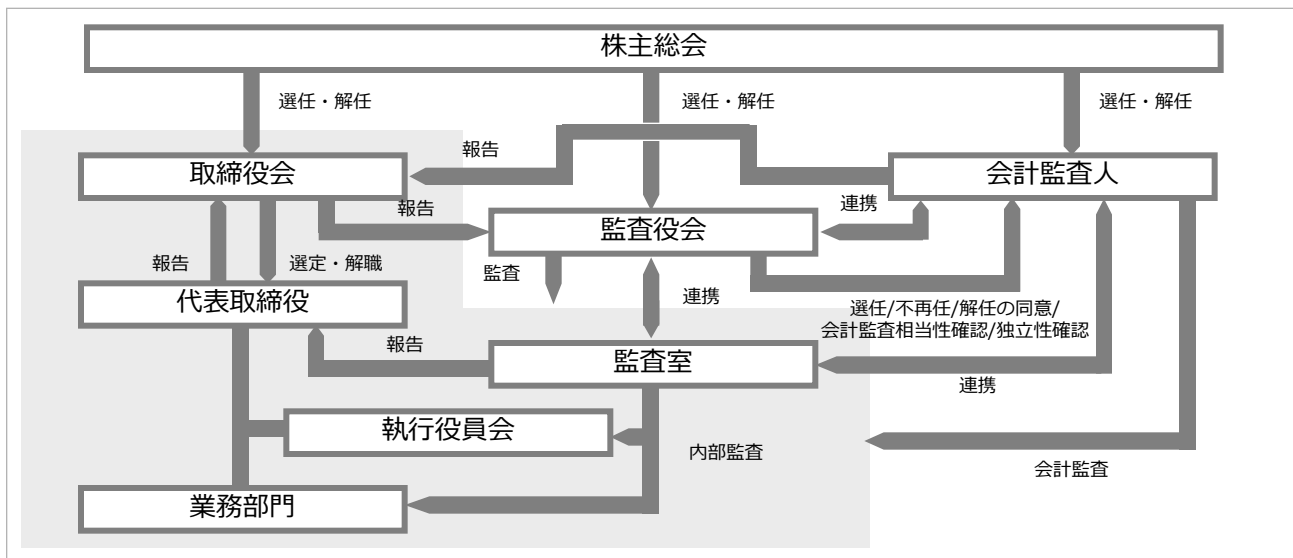 株主総会
選任・解任
選任・解任
選任・解任
報告
取締役会
会計監査人
報告
連携
監査役会
報告
選定・解職
監査
連携
代表取締役
選任/不再任/解任の同意/
会計監査相当性確認/独立性確認
報告
監査室
連携
執行役員会
内部監査
会計監査
業務部門